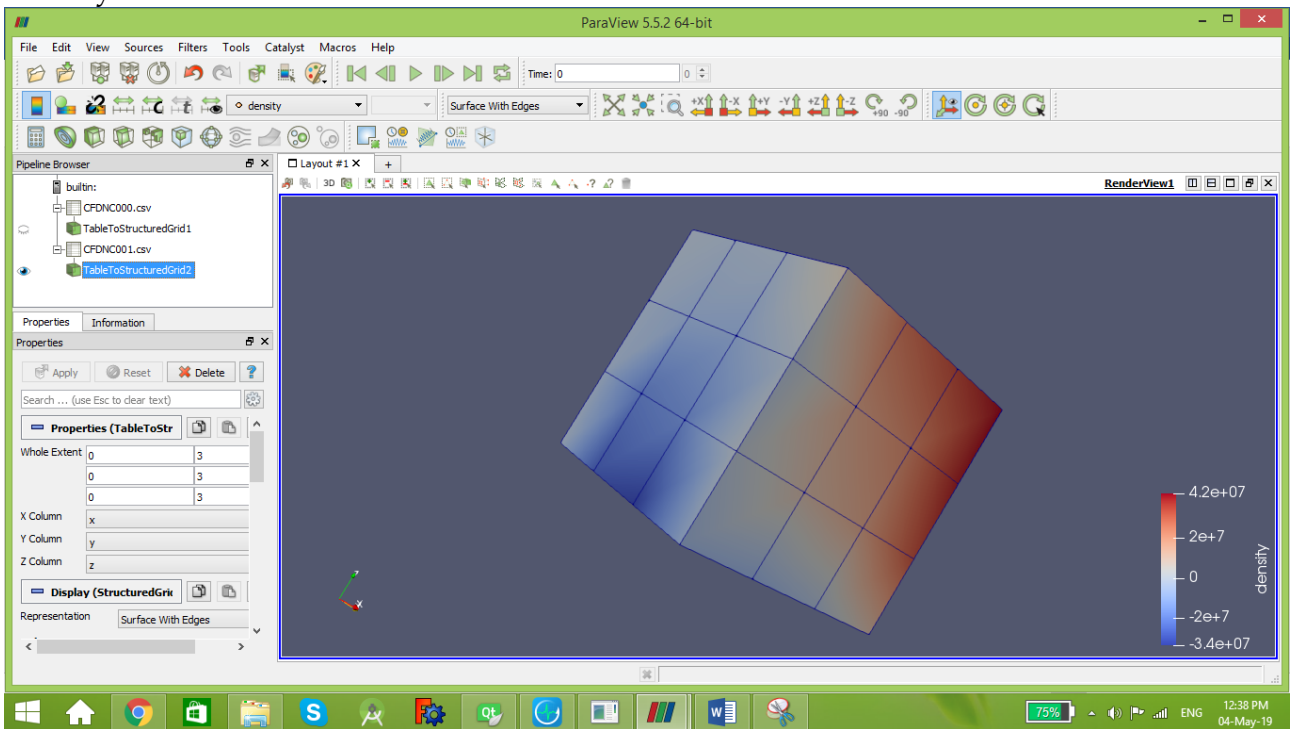 ParaView 5.5.2 64-bit
File Edit View Sources Filters Tools Catalyst Macros Help
Time: 0 0
density Surface With Edges
+X -X +Y -Y +Z -Z +90 -90
Pipeline Browser
Layout #1 X +
3D
RenderView1
builtin:
CFDNC000.csv
TableToStructuredGrid1
CFDNC001.csv
TableToStructuredGrid2
Properties Information
Properties
Apply Reset Delete ?
Search ... (use Esc to clear text)
Properties (TableToStr
Whole Extent 0 3
0 3
0 3
X Column x
Y Column y
Z Column z
Display (StructuredGri
Representation Surface With Edges
Z
X
4.2e+07
2e+7
0
-2e+7
-3.4e+07
density
75% ENG 12:38 PM
04-May-19